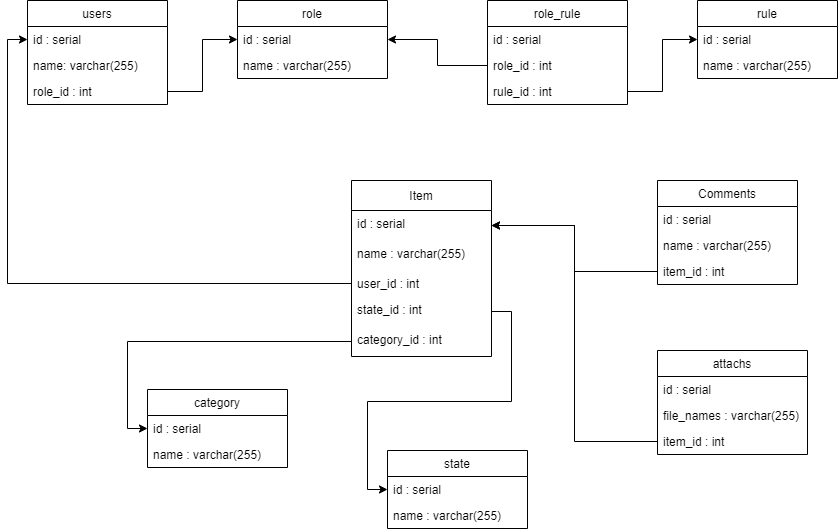 users
id : serial
name: varchar(255)
role_id : int
role
id : serial
name : varchar(255)
role_rule
id : serial
role_id : int
rule_id : int
rule
id : serial
name : varchar(255)
Item
id : serial
name : varchar(255)
user_id : int
state_id : int
category_id : int
Comments
id : serial
name : varchar(255)
item_id : int
attachs
id : serial
file_names : varchar(255)
item_id : int
category
id : serial
name : varchar(255)
state
id : serial
name : varchar(255)